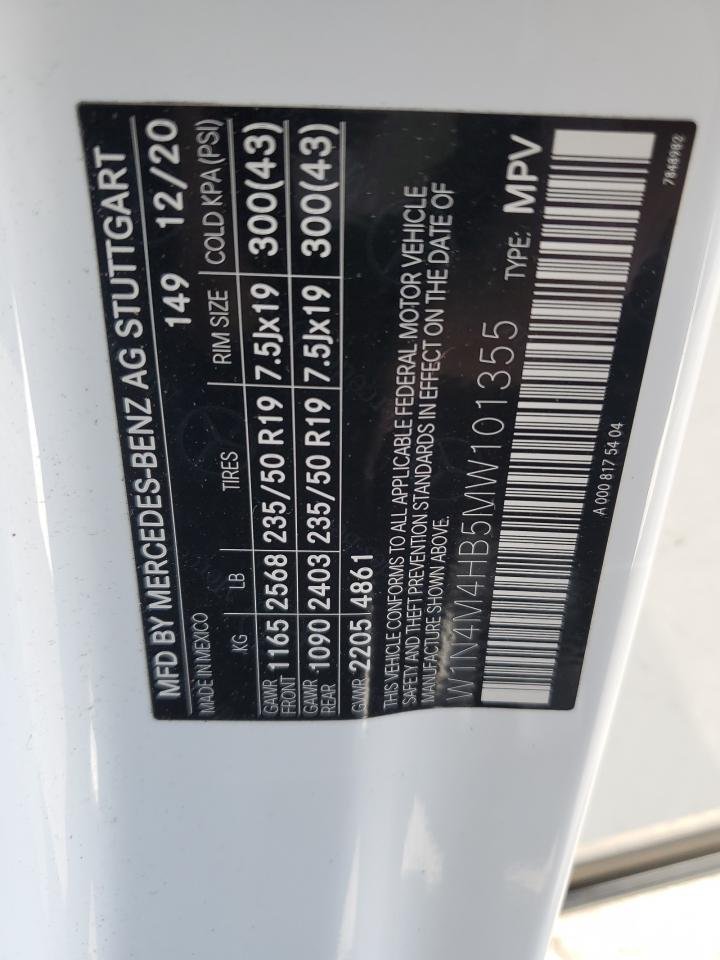 MFD BY MERCEDES-BENZ AG STUTTGART
MADE IN MEXICO 149 12/20
KG LB TIRES RIM SIZE COLD KPA(PSI)
GAWR FRONT 1165 2568 235/50 R19 7.5Jx19 300(43)
GAWR REAR 1090 2403 235/50 R19 7.5Jx19 300(43)
GVWR 2205 4861
THIS VEHICLE CONFORMS TO ALL APPLICABLE FEDERAL MOTOR VEHICLE
SAFETY AND THEFT PREVENTION STANDARDS IN EFFECT ON THE DATE OF
MANUFACTURE SHOWN ABOVE.
W1N4M4HB5MW101355 TYPE: MPV
A 000 817 54 04 7848982